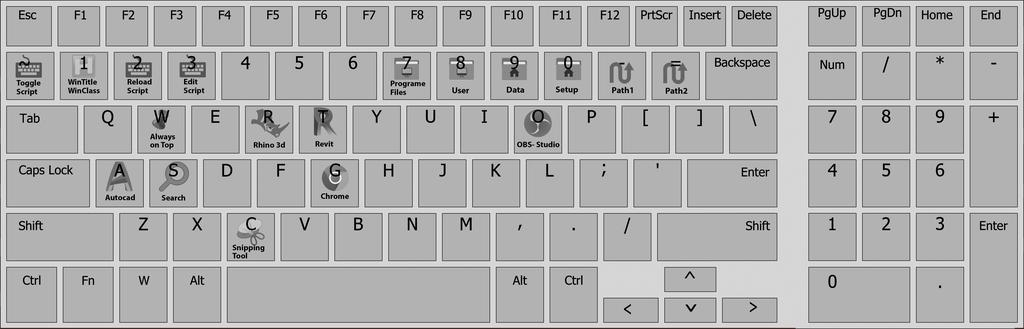 Esc F1 F2 F3 F4 F5 F6 F7 F8 F9 F10 F11 F12 PrtScr Insert Delete PgUp PgDn Home End
~ 1 2 3 4 5 6 7 8 9 0 - = Backspace Num / * -
Toggle Script
WinTitle WinClass
Reload Script
Edit Script
Programe Files
User
Data
Setup
Path1
Path2
Tab Q W E R T Y U I O P [ ] \ 7 8 9 +
Always on Top
Rhino 3d
Revit
OBS- Studio
Caps Lock A S D F G H J K L ; ' Enter 4 5 6
Autocad
Search
Chrome
Shift Z X C V B N M , . / Shift 1 2 3 Enter
Snipping Tool
Ctrl Fn W Alt Alt Ctrl ^ 0 .
< v >